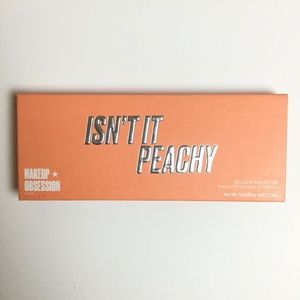 ISN'T IT
PEACHY
MAKEUP ★
OBSESSION
BLUSH PALETTE